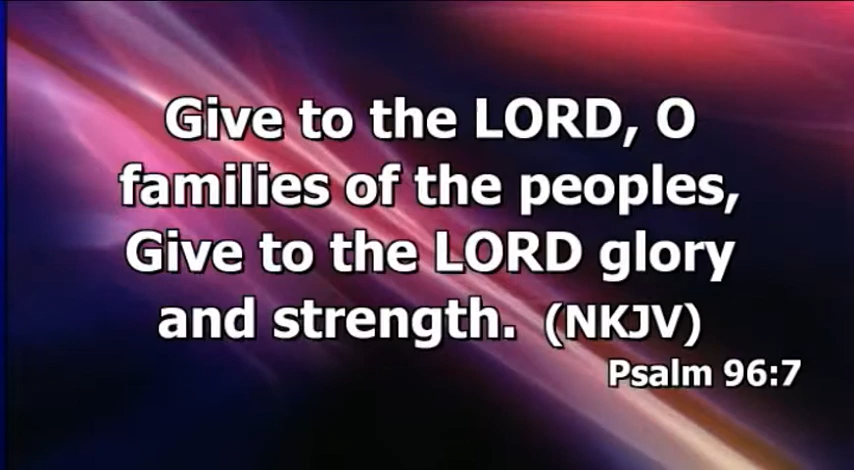 Give to the LORD, O
families of the peoples,
Give to the LORD glory
and strength. (NKJV)
Psalm 96:7